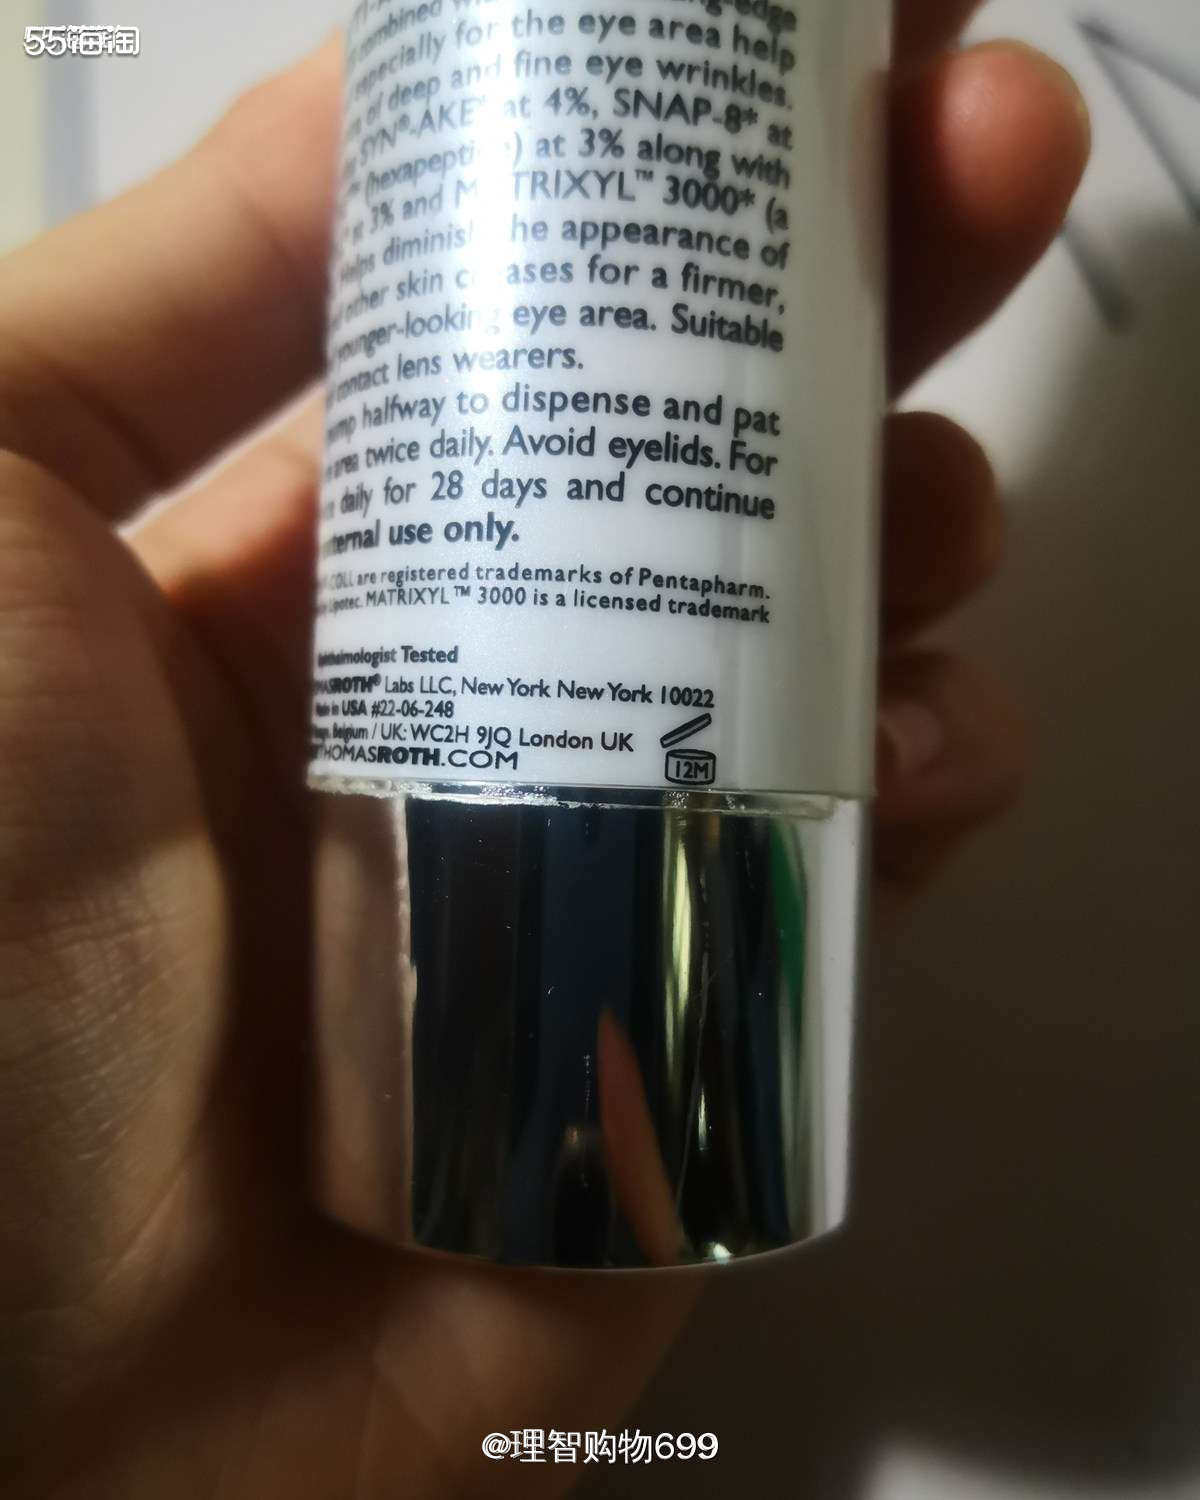 55海淘
combined
especially for the eye area help
of deep and fine eye wrinkles.
SYN®-AKE at 4%, SNAP-8* at
) at 3% along with
at 3% and TRIXYL™ 3000* (a
Helps he appearance of
other skin ases for a firmer,
younger-looking eye area. Suitable
contact lens wearers.
halfway to dispense and pat
area twice daily. Avoid eyelids. For
daily for 28 days and continue
use only.
COLL are registered trademarks of Pentapharm.
Lipotec. MATRIXYL™ 3000 is a licensed trademark
Tested
ROTH® Labs LLC, New York New York 10022
Made in USA #22-06-248
Belgium / UK: WC2H 9JQ London UK
THOMASROTH.COM
12M
@理智购物699